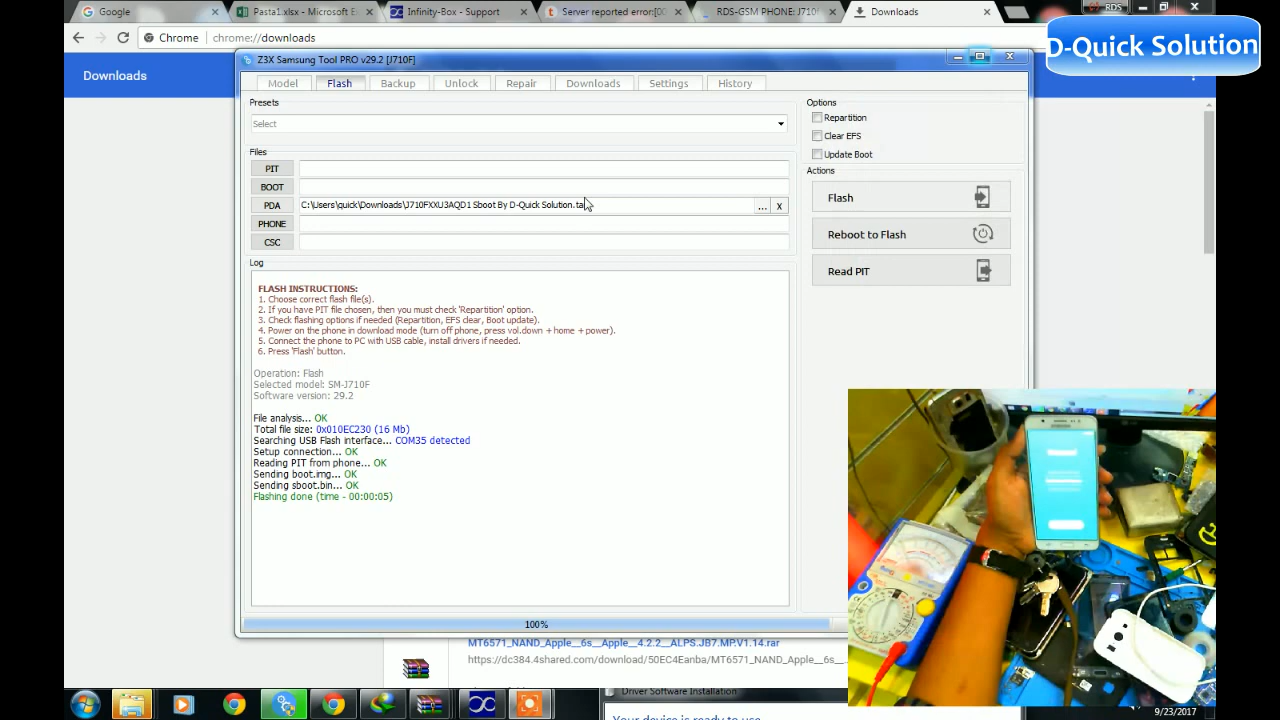 Google
Pasta1.xlsx - Microsoft E
Infinity-Box - Support
Server reported error:[00
RDS-GSM PHONE: J710F
Downloads
RDS
Chrome
chrome://downloads
D-Quick Solution
Downloads
Z3X Samsung Tool PRO v29.2 [J710F]
Model
Flash
Backup
Unlock
Repair
Downloads
Settings
History
Presets
Select
Options
Repartition
Clear EFS
Update Boot
Files
PIT
BOOT
PDA
C:\Users\quick\Downloads\J710FXXU3AQD1 Sboot By D-Quick Solution.ta
...
x
PHONE
CSC
Actions
Flash
Reboot to Flash
Read PIT
Log
FLASH INSTRUCTIONS:
1. Choose correct flash file(s).
2. If you have PIT file chosen, then you must check 'Repartition' option.
3. Check flashing options if needed (Repartition, EFS clear, Boot update).
4. Power on the phone in download mode (turn off phone, press vol.down + home + power).
5. Connect the phone to PC with USB cable, install drivers if needed.
6. Press 'Flash' button.
Operation: Flash
Selected model: SM-J710F
Software version: 29.2
File analysis... OK
Total file size: 0x010EC230 (16 Mb)
Searching USB Flash interface... COM35 detected
Setup connection... OK
Reading PIT from phone... OK
Sending boot.img... OK
Sending sboot.bin... OK
Flashing done (time - 00:00:05)
100%
MT6571_NAND_Apple__6s__Apple__4.2.2__ALPS.JB7.MP.V1.14.rar
https://dc384.4shared.com/download/50EC4Eanba/MT6571_NAND_Apple__6s__
Driver Software Installation
Your device is ready to use
9/23/2017